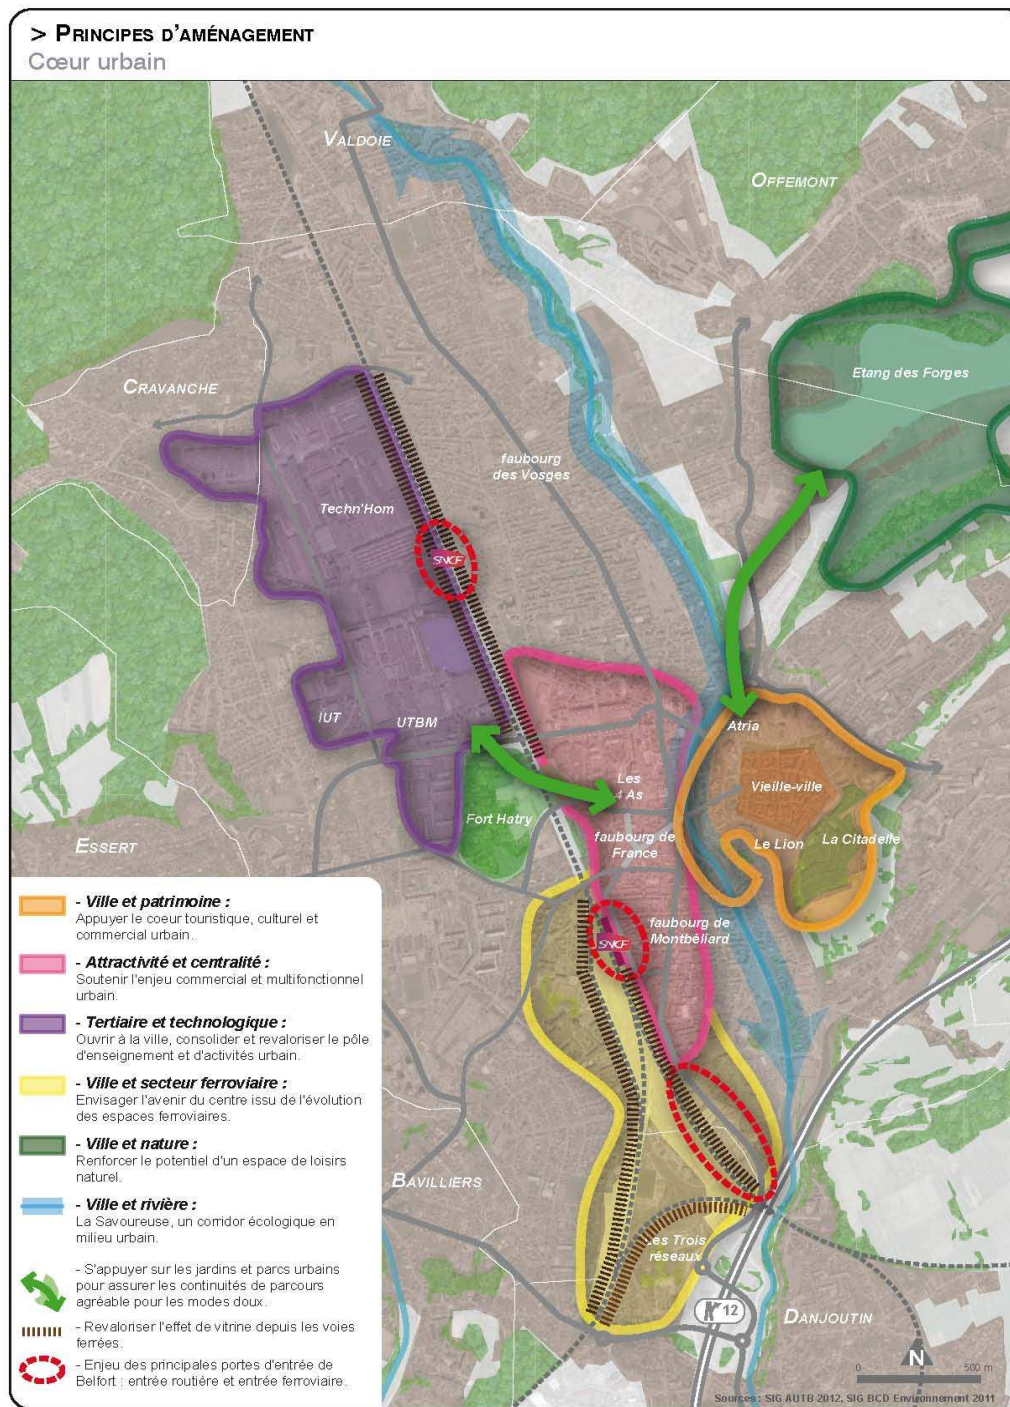 > PRINCIPES D'AMÉNAGEMENT
Cœur urbain
VALDOIE
OFFEMONT
CRAVANCHE
Etang des Forges
faubourg
des Vosges
Techn'Hom
SNCF
IUT
UTBM
Atria
Les
4 As
Vieille-ville
Fort Hatry
faubourg de
France
Le Lion
La Citadelle
ESSERT
faubourg de
Montbéliard
SNCF
BAVILLIERS
Les Trois
réseaux
12
DANJOUTIN
- Ville et patrimoine :
Appuyer le coeur touristique, culturel et
commercial urbain.
- Attractivité et centralité :
Soutenir l'enjeu commercial et multifonctionnel
urbain.
- Tertiaire et technologique :
Ouvrir à la ville, consolider et revaloriser le pôle
d'enseignement et d'activités urbain.
- Ville et secteur ferroviaire :
Envisager l'avenir du centre issu de l'évolution
des espaces ferroviaires.
- Ville et nature :
Renforcer le potentiel d'un espace de loisirs
naturel.
- Ville et rivière :
La Savoureuse, un corridor écologique en
milieu urbain.
- S'appuyer sur les jardins et parcs urbains
pour assurer les continuités de parcours
agréable pour les modes doux.
- Revaloriser l'effet de vitrine depuis les voies
ferrées.
- Enjeu des principales portes d'entrée de
Belfort : entrée routière et entrée ferroviaire.
N
0 500 m
Sources : SIG AUTB 2012, SIG BCD Environnement 2011